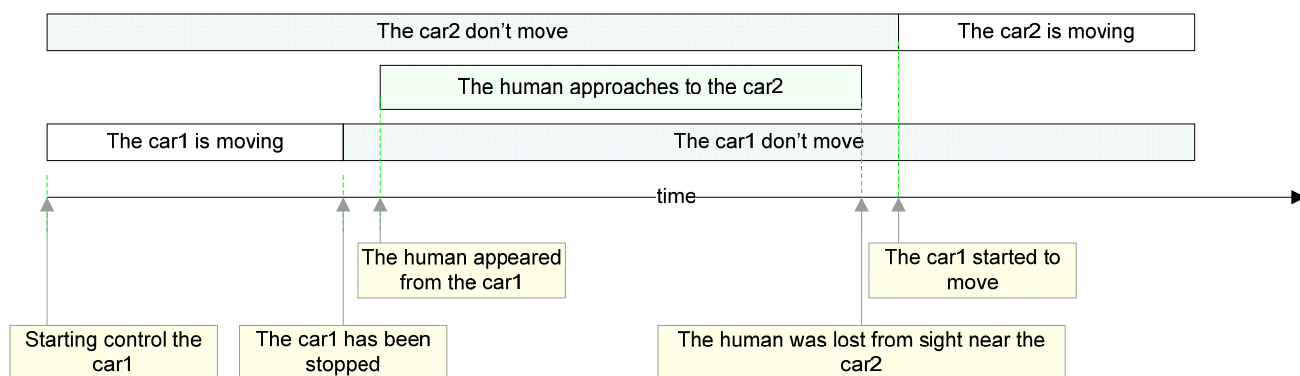 The car2 don't move
The car2 is moving
The human approaches to the car2
The car1 is moving
The car1 don't move
time
The human appeared
from the car1
The car1 started to
move
Starting control the
car1
The car1 has been
stopped
The human was lost from sight near the
car2